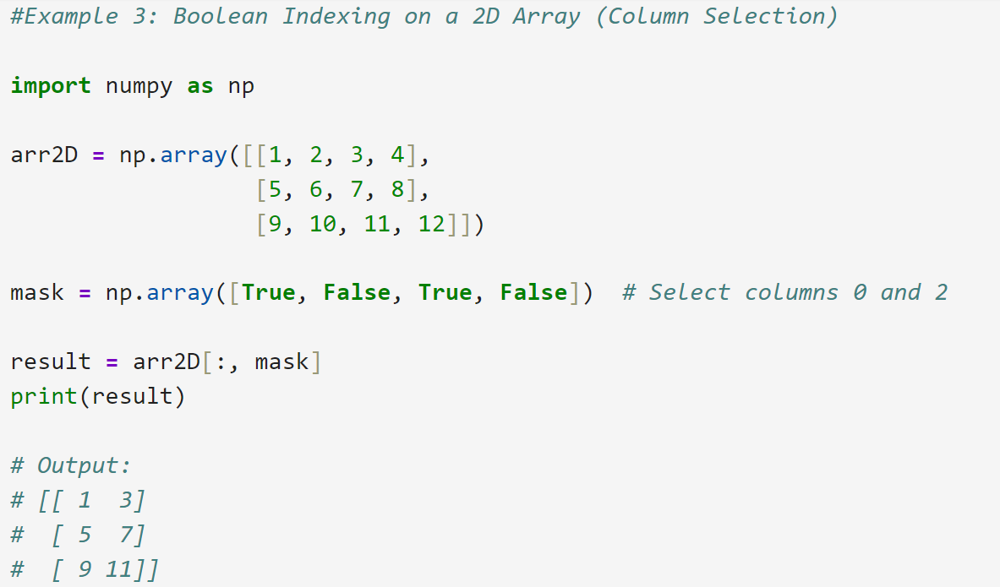 #Example 3: Boolean Indexing on a 2D Array (Column Selection)
import numpy as np
arr2D = np.array([[1, 2, 3, 4],
                  [5, 6, 7, 8],
                  [9, 10, 11, 12]])
mask = np.array([True, False, True, False])  # Select columns 0 and 2
result = arr2D[:, mask]
print(result)
# Output:
# [[ 1  3]
#  [ 5  7]
#  [ 9 11]]